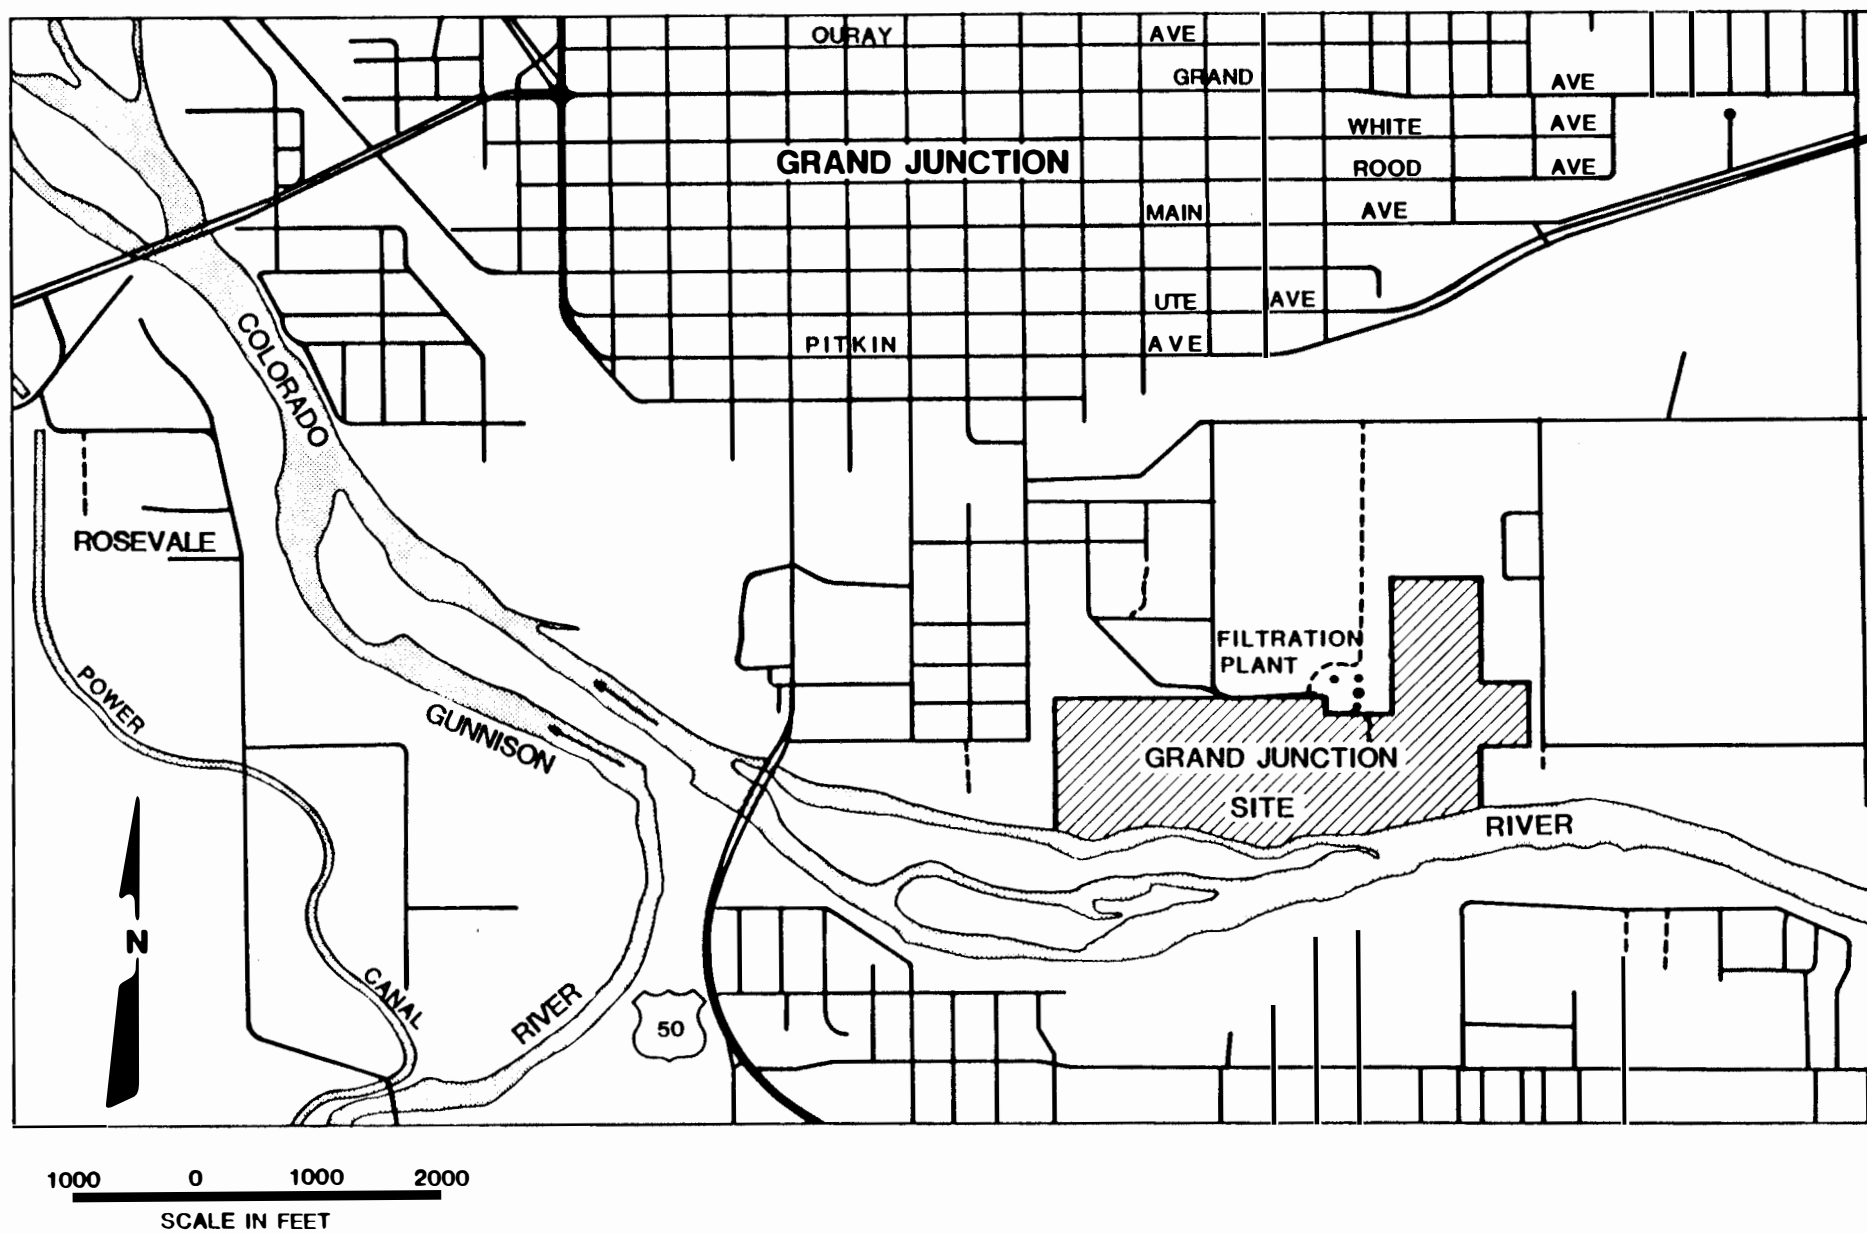 OURAY AVE
GRAND AVE
WHITE AVE
GRAND JUNCTION
ROOD AVE
MAIN AVE
UTE AVE
PITKIN AVE
COLORADO
ROSEVALE
FILTRATION
PLANT
POWER
GUNNISON
GRAND JUNCTION
SITE
RIVER
N
CANAL
RIVER
50
1000 0 1000 2000
SCALE IN FEET